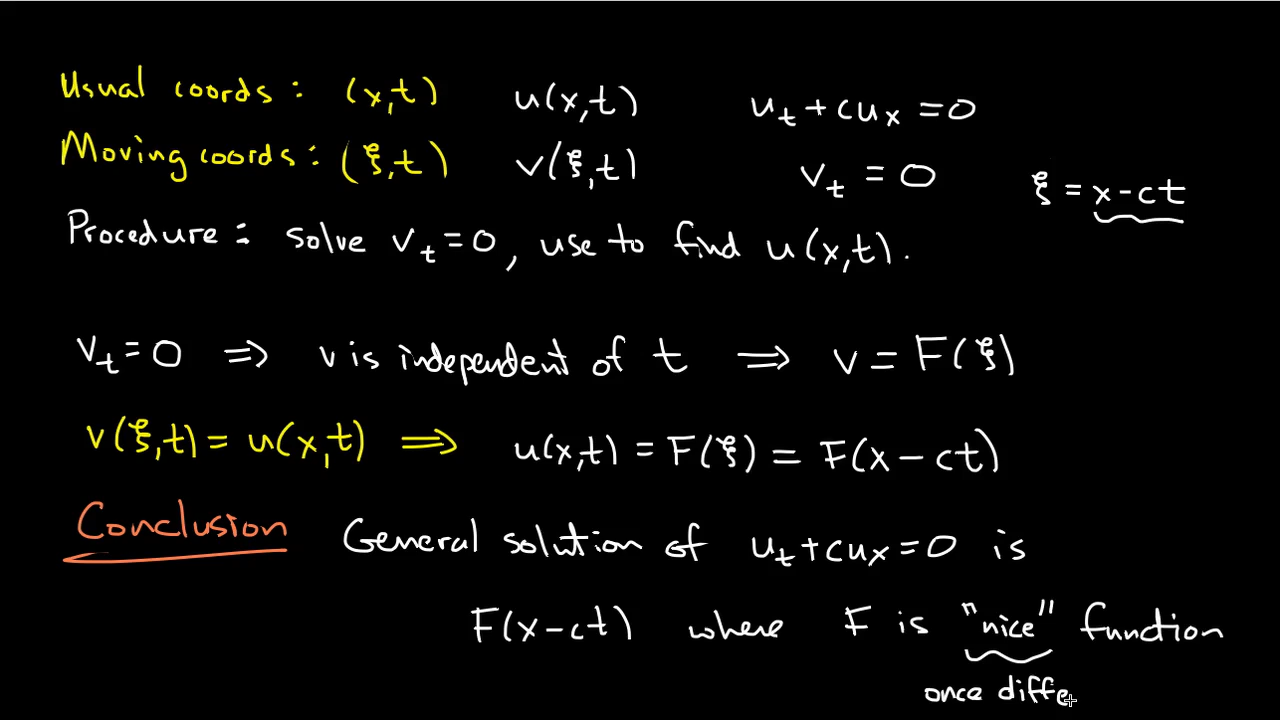 Usual coords : (x,t) u(x,t) u_t + cu_x = 0
Moving coords : (ξ,t) v(ξ,t) v_t = 0 ξ = x - ct
Procedure : solve v_t = 0 , use to find u(x,t) .
v_t = 0 ⇒ v is independent of t ⇒ v = F(ξ)
v(ξ,t) = u(x,t) ⇒ u(x,t) = F(ξ) = F(x - ct)
Conclusion General solution of u_t + cu_x = 0 is
F(x - ct) where F is "nice" function
once diffe